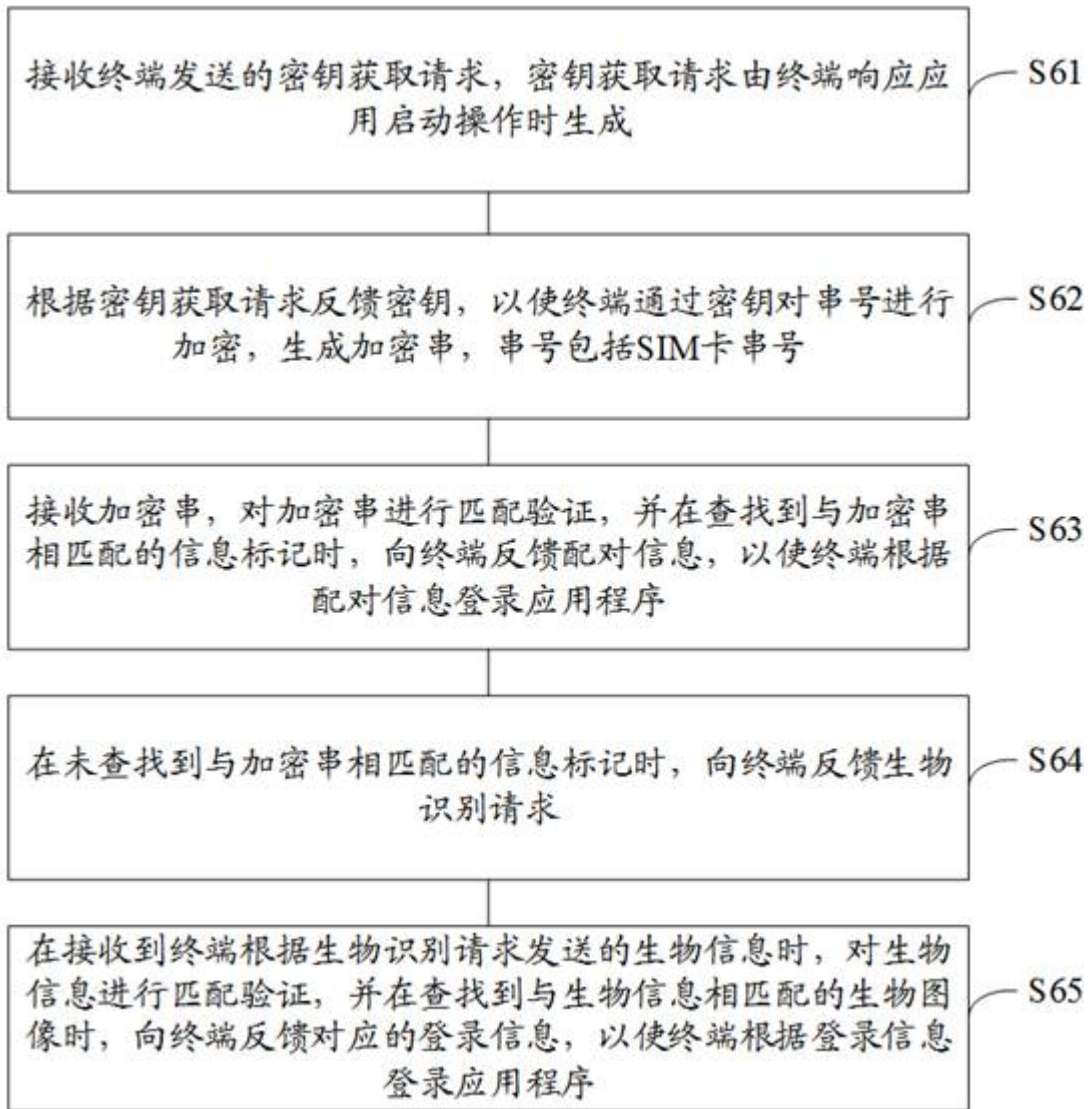 接收终端发送的密钥获取请求，密钥获取请求由终端响应应
用启动操作时生成
S61
根据密钥获取请求反馈密钥，以使终端通过密钥对串号进行
加密，生成加密串，串号包括SIM卡串号
S62
接收加密串，对加密串进行匹配验证，并在查找到与加密串
相匹配的信息标记时，向终端反馈配对信息，以使终端根据
配对信息登录应用程序
S63
在未查找到与加密串相匹配的信息标记时，向终端反馈生物
识别请求
S64
在接收到终端根据生物识别请求发送的生物信息时，对生物
信息进行匹配验证，并在查找到与生物信息相匹配的生物图
像时，向终端反馈对应的登录信息，以使终端根据登录信息
登录应用程序
S65